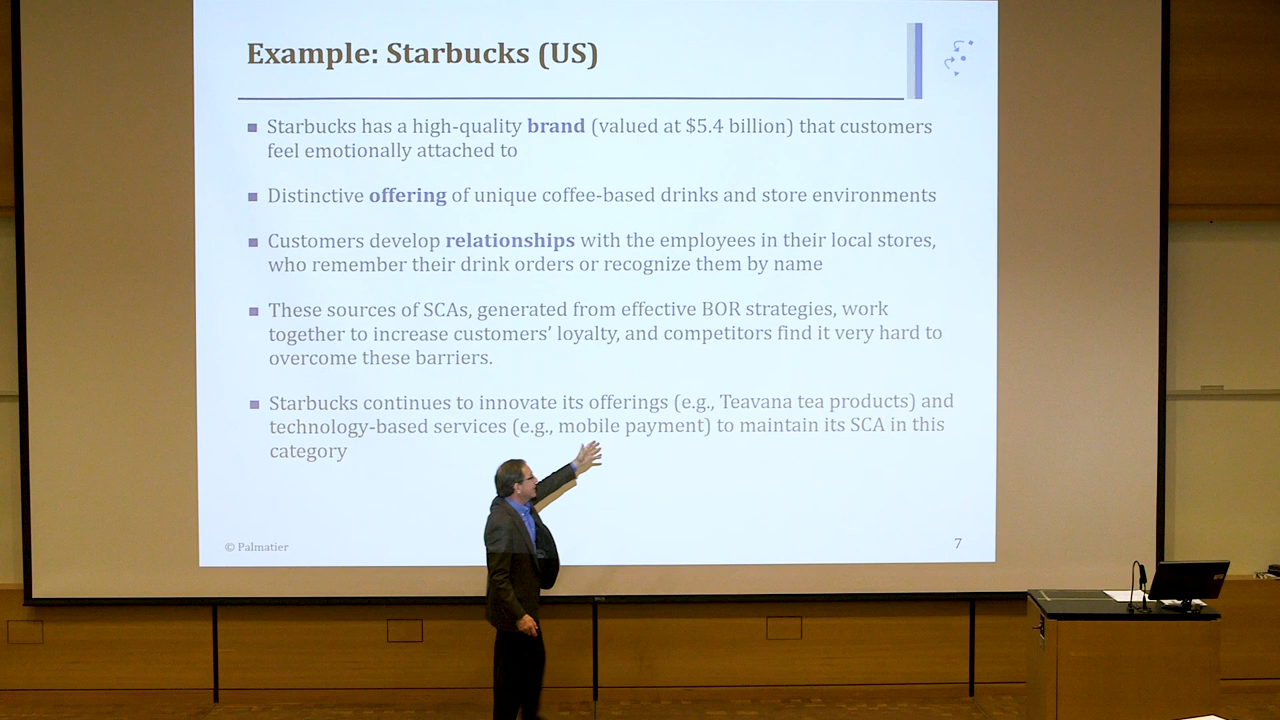 Example: Starbucks (US)
■ Starbucks has a high-quality brand (valued at $5.4 billion) that customers
feel emotionally attached to
■ Distinctive offering of unique coffee-based drinks and store environments
■ Customers develop relationships with the employees in their local stores,
who remember their drink orders or recognize them by name
■ These sources of SCAs, generated from effective BOR strategies, work
together to increase customers’ loyalty, and competitors find it very hard to
overcome these barriers.
■ Starbucks continues to innovate its offerings (e.g., Teavana tea products) and
technology-based services (e.g., mobile payment) to maintain its SCA in this
category
© Palmatier
7